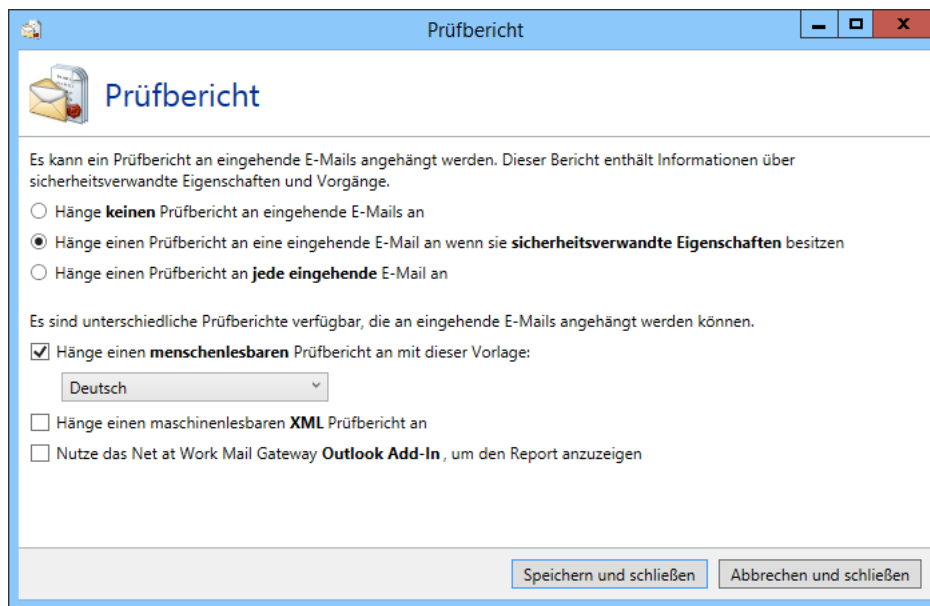 Prüfbericht
Prüfbericht
Es kann ein Prüfbericht an eingehende E-Mails angehängt werden. Dieser Bericht enthält Informationen über
sicherheitsverwandte Eigenschaften und Vorgänge.
Hänge keinen Prüfbericht an eingehende E-Mails an
Hänge einen Prüfbericht an eine eingehende E-Mail an wenn sie sicherheitsverwandte Eigenschaften besitzen
Hänge einen Prüfbericht an jede eingehende E-Mail an
Es sind unterschiedliche Prüfberichte verfügbar, die an eingehende E-Mails angehängt werden können.
Hänge einen menschenlesbaren Prüfbericht an mit dieser Vorlage:
Deutsch
Hänge einen maschinenlesbaren XML Prüfbericht an
Nutze das Net at Work Mail Gateway Outlook Add-In , um den Report anzuzeigen
Speichern und schließen Abbrechen und schließen